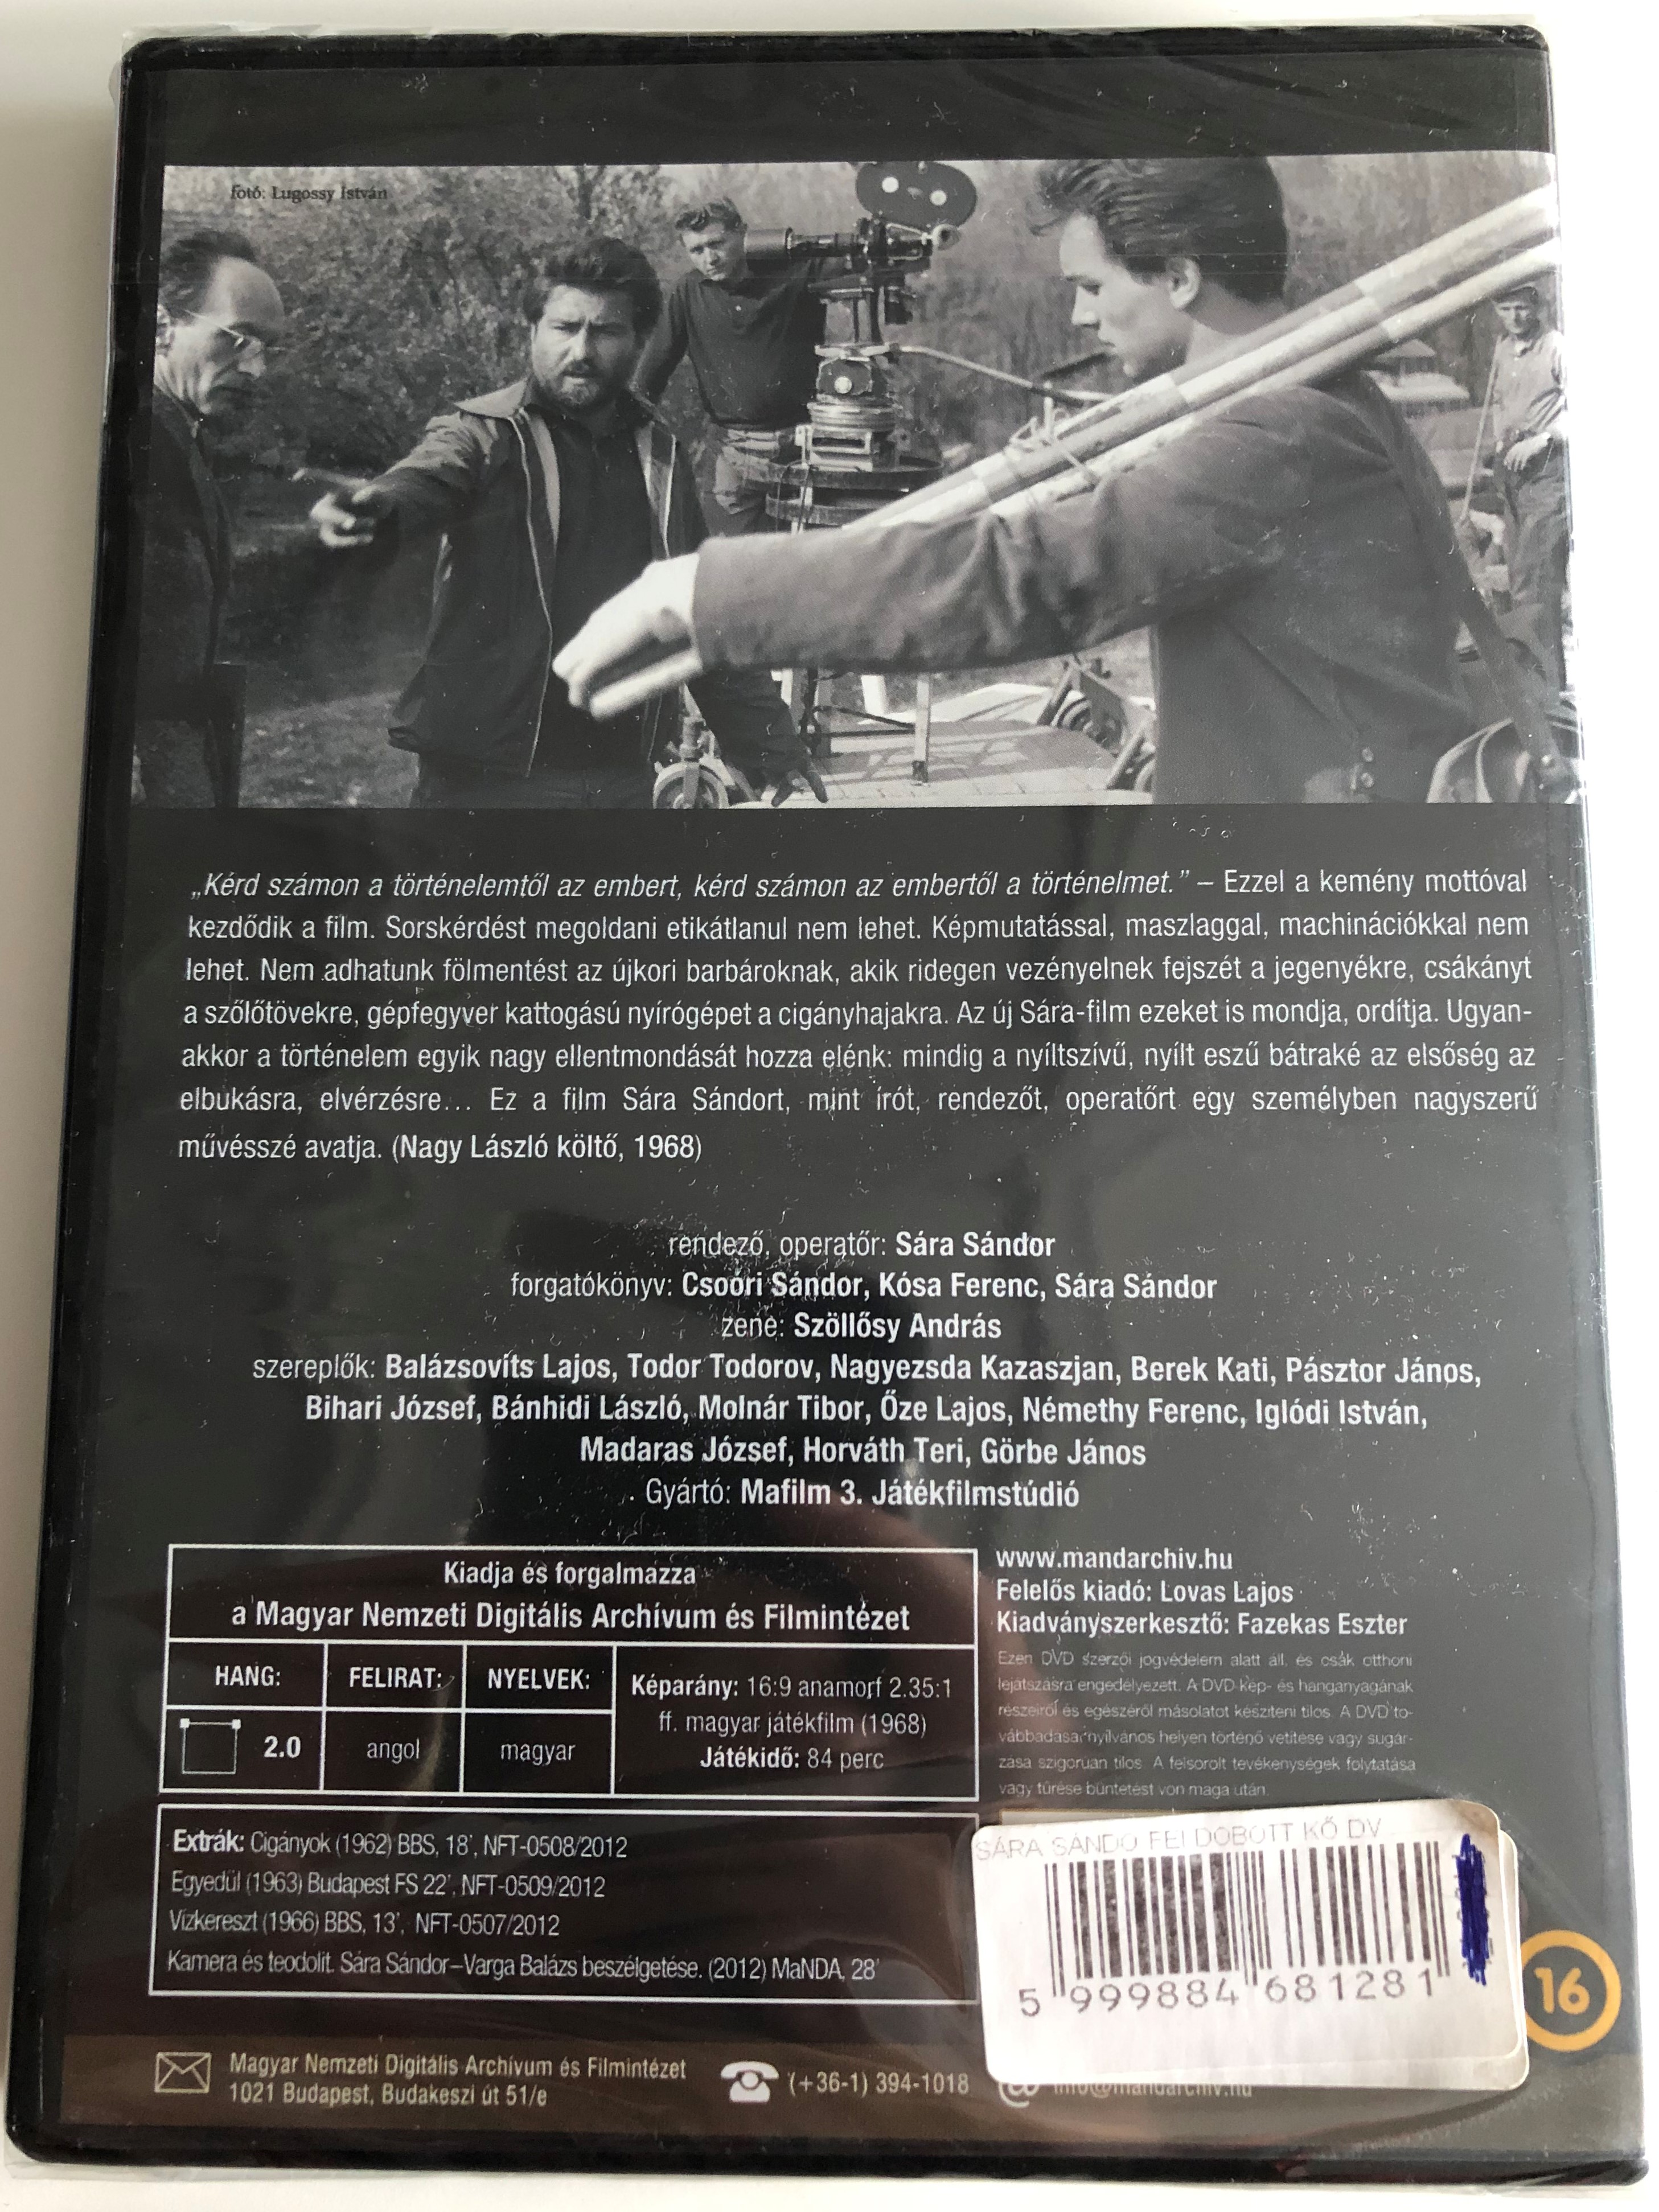 fotó: Lugossy István
„Kérd számon a történelemtől az embert, kérd számon az embertől a történelmet.” – Ezzel a kemény mottóval
kezdődik a film. Sorskérdést megoldani etikátlanul nem lehet. Képmutatással, maszlaggal, machinációkkal nem
lehet. Nem adhatunk fölmentést az újkori barbároknak, akik ridegen vezényelnek fejszét a jegenyékre, csákányt
a szőlőtövekre, gépfegyver kattogású nyírógépet a cigányhajakra. Az új Sára-film ezeket is mondja, ordítja. Ugyan-
akkor a történelem egyik nagy ellentmondását hozza elénk: mindig a nyíltszívű, nyílt eszű bátraké az elsőség az
elbukásra, elvérzésre... Ez a film Sára Sándort, mint írót, rendezőt, operatőrt egy személyben nagyszerű
művésszé avatja. (Nagy László költő, 1968)
rendező, operatőr: Sára Sándor
forgatókönyv: Csoóri Sándor, Kósa Ferenc, Sára Sándor
zene: Szöllősy András
szereplők: Balázsovits Lajos, Todor Todorov, Nagyezsda Kazaszjan, Berek Kati, Pásztor János,
Bihari József, Bánhidi László, Molnár Tibor, Őze Lajos, Némethy Ferenc, Iglódi István,
Madaras József, Horváth Teri, Görbe János
Gyártó: Mafilm 3. Játékfilmstúdió
Kiadja és forgalmazza
a Magyar Nemzeti Digitális Archívum és Filmintézet
HANG: FELIRAT: NYELVEK:
2.0 angol magyar
Képarány: 16:9 anamorf 2.35:1
ff. magyar játékfilm (1968)
Játékidő: 84 perc
www.mandarchiv.hu
Felelős kiadó: Lovas Lajos
Kiadványszerkesztő: Fazekas Eszter
Ezen DVD szerzői jogvédelem alatt áll, és csak otthoni
lejátszásra engedélyezett. A DVD kép- és hanganyagának
részeiről és egészéről másolatot készíteni tilos. A DVD to-
vábbadása, nyilvános helyen történő vetítése vagy sugár-
zása szigorúan tilos. A felsorolt tevékenységek folytatása
vagy tűrése büntetést von maga után.
Extrák: Cigányok (1962) BBS, 18', NFT-0508/2012
Egyedül (1963) Budapest FS 22', NFT-0509/2012
Vízkereszt (1966) BBS, 13', NFT-0507/2012
Kamera és teodolit. Sára Sándor–Varga Balázs beszélgetése. (2012) MaNDA, 28'
SÁRA SÁNDO FELDOBOTT KŐ DV
5 999884 681281
16
Magyar Nemzeti Digitális Archívum és Filmintézet
1021 Budapest, Budakeszi út 51/e
(+36-1) 394-1018
info@mandarchiv.hu